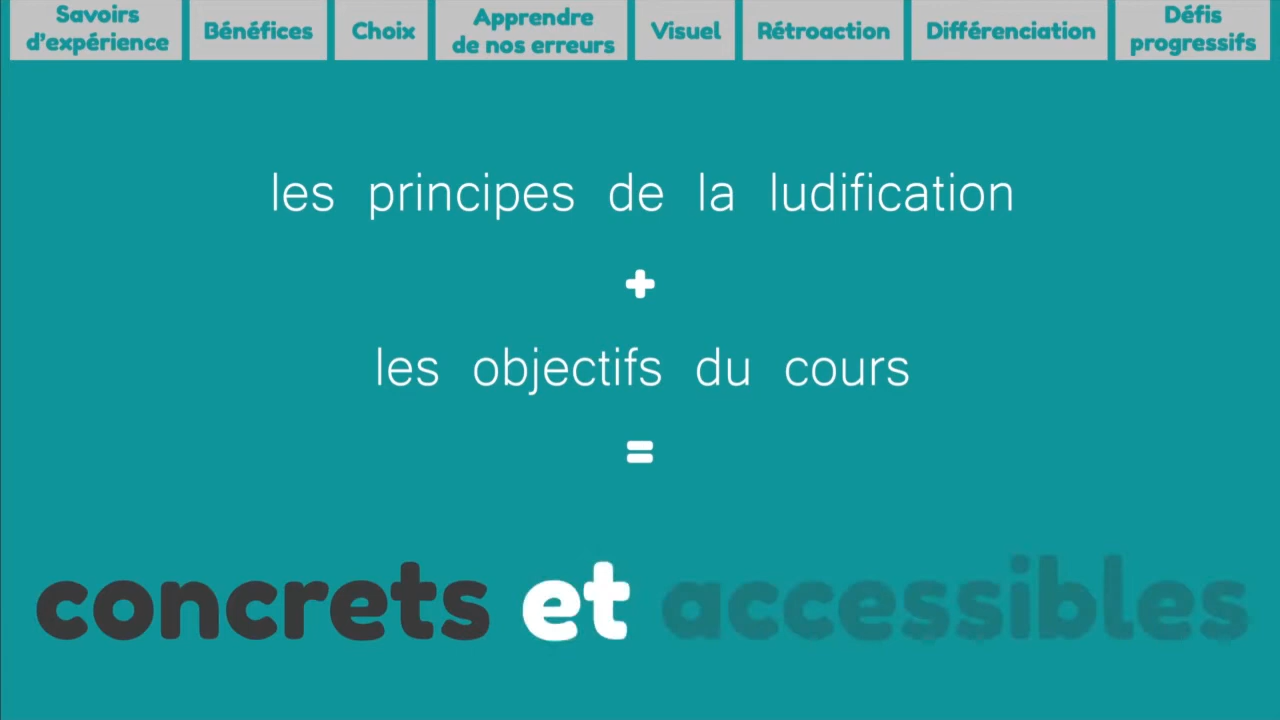 Savoirs
d'expérience
Bénéfices
Choix
Apprendre
de nos erreurs
Visuel
Rétroaction
Différenciation
Défis
progressifs
les principes de la ludification
+
les objectifs du cours
=
concrets et accessibles